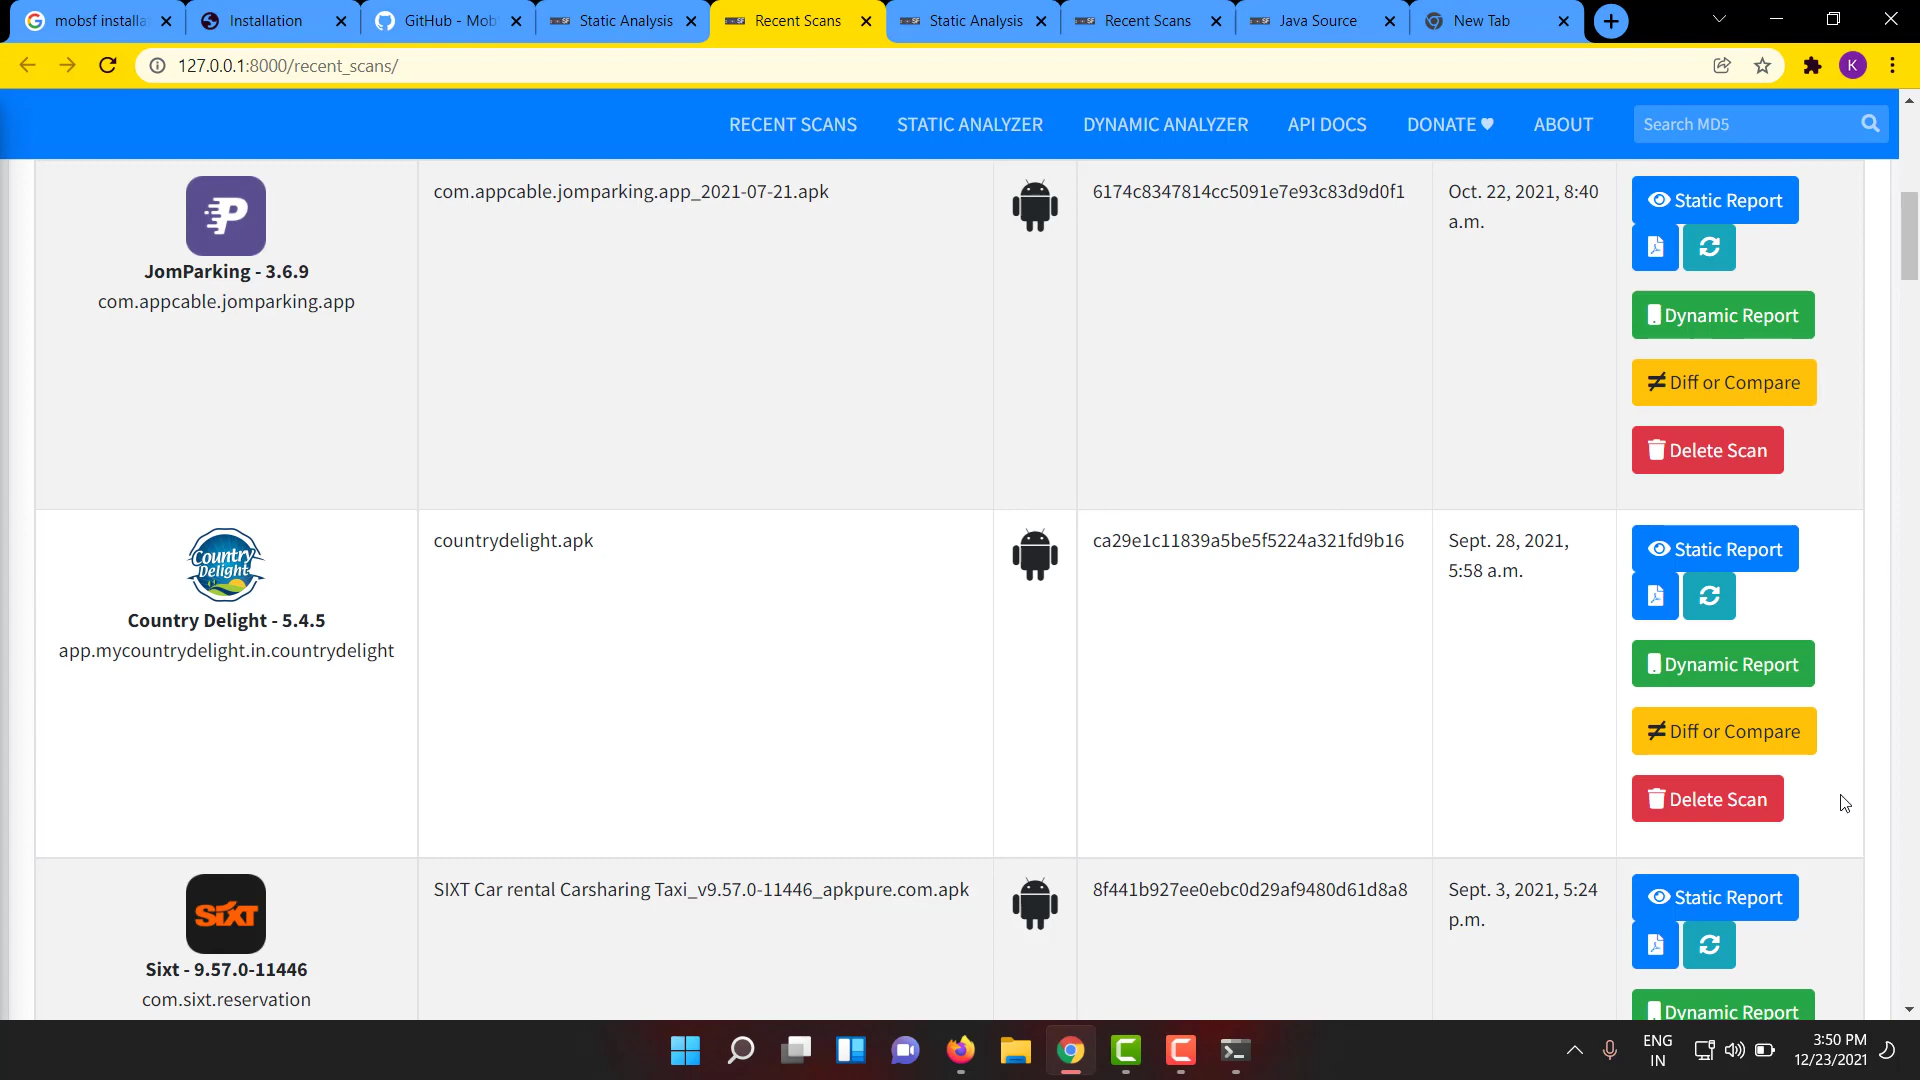 mobsf installa
Installation
GitHub - Mob
Static Analysis
Recent Scans
Static Analysis
Recent Scans
Java Source
New Tab
127.0.0.1:8000/recent_scans/
K
RECENT SCANS
STATIC ANALYZER
DYNAMIC ANALYZER
API DOCS
DONATE
ABOUT
Search MD5
JomParking - 3.6.9
com.appcable.jomparking.app
com.appcable.jomparking.app_2021-07-21.apk
6174c8347814cc5091e7e93c83d9d0f1
Oct. 22, 2021, 8:40
a.m.
Static Report
Dynamic Report
Diff or Compare
Delete Scan
Country
Delight
Country Delight - 5.4.5
app.mycountrydelight.in.countrydelight
countrydelight.apk
ca29e1c11839a5be5f5224a321fd9b16
Sept. 28, 2021,
5:58 a.m.
Static Report
Dynamic Report
Diff or Compare
Delete Scan
SIXT
Sixt - 9.57.0-11446
com.sixt.reservation
SIXT Car rental Carsharing Taxi_v9.57.0-11446_apkpure.com.apk
8f441b927ee0ebc0d29af9480d61d8a8
Sept. 3, 2021, 5:24
p.m.
Static Report
Dynamic Report
ENG
IN
3:50 PM
12/23/2021